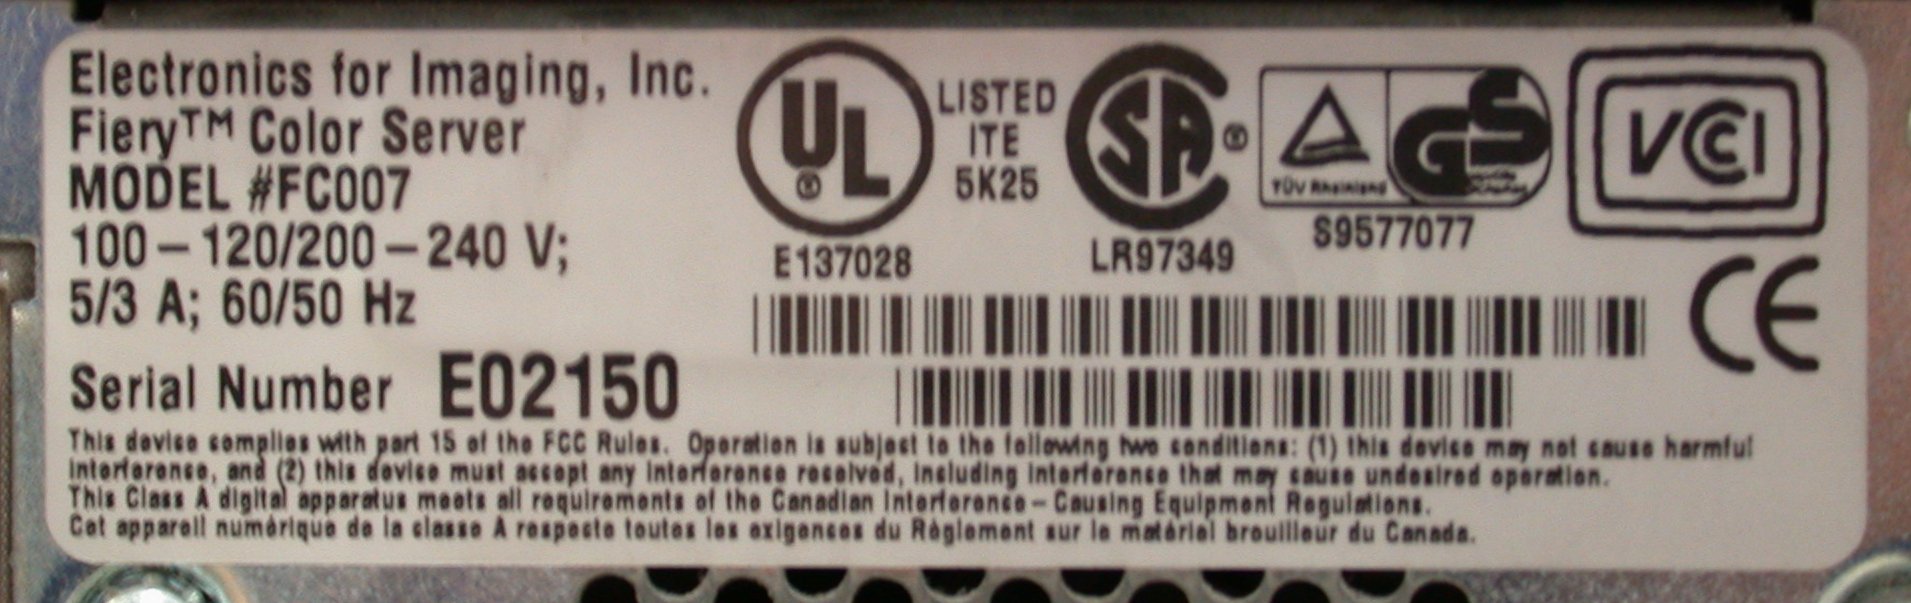 Electronics for Imaging, Inc.
Fiery™ Color Server
MODEL #FC007
100–120/200–240 V;
5/3 A; 60/50 Hz
Serial Number E02150
UL ®
E137028
LISTED
ITE
5K25
SA ®
LR97349
TÜV Rheinland
GS
S9577077
VCCI
CE
This device complies with part 15 of the FCC Rules. Operation is subject to the following two conditions: (1) this device may not cause harmful
interference, and (2) this device must accept any interference received, including interference that may cause undesired operation.
This Class A digital apparatus meets all requirements of the Canadian Interference–Causing Equipment Regulations.
Cet appareil numérique de la classe A respecte toutes les exigences du Règlement sur le matériel brouilleur du Canada.